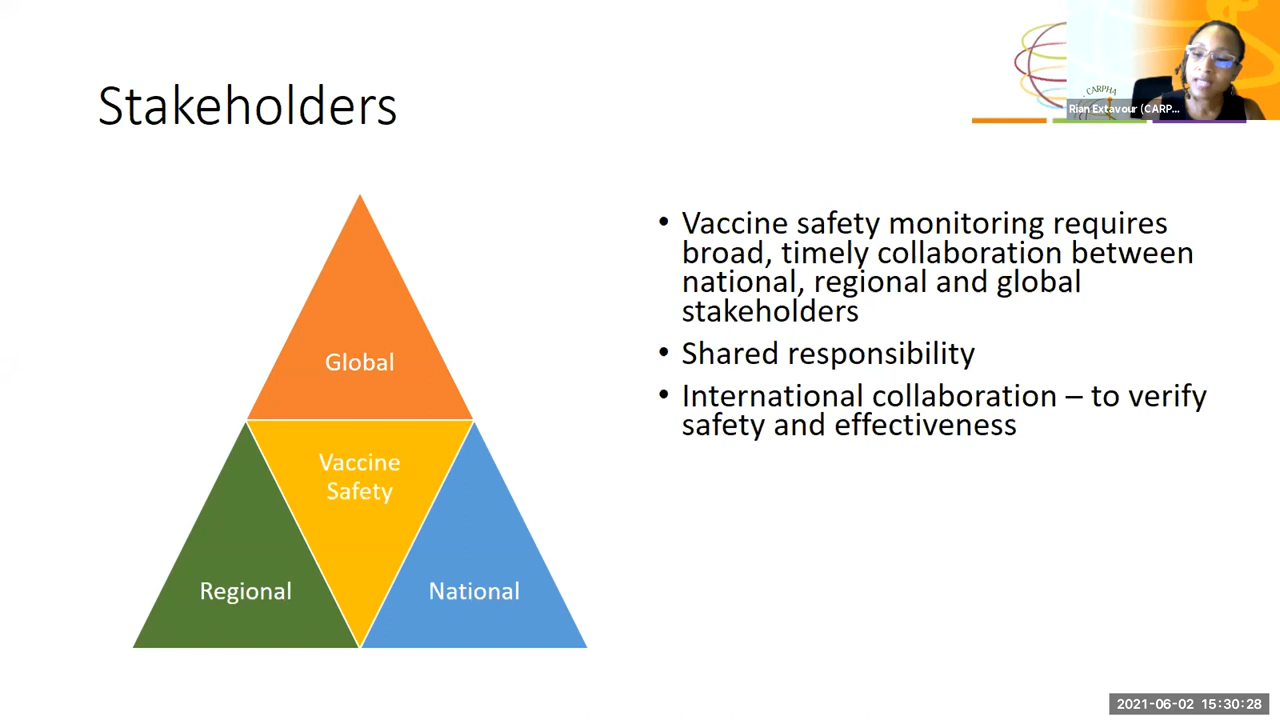 Stakeholders
CARPHA
Rian Extavour (CARP...
Global
Vaccine
Safety
Regional
National
• Vaccine safety monitoring requires
broad, timely collaboration between
national, regional and global
stakeholders
• Shared responsibility
• International collaboration – to verify
safety and effectiveness
2021-06-02 15:30:28